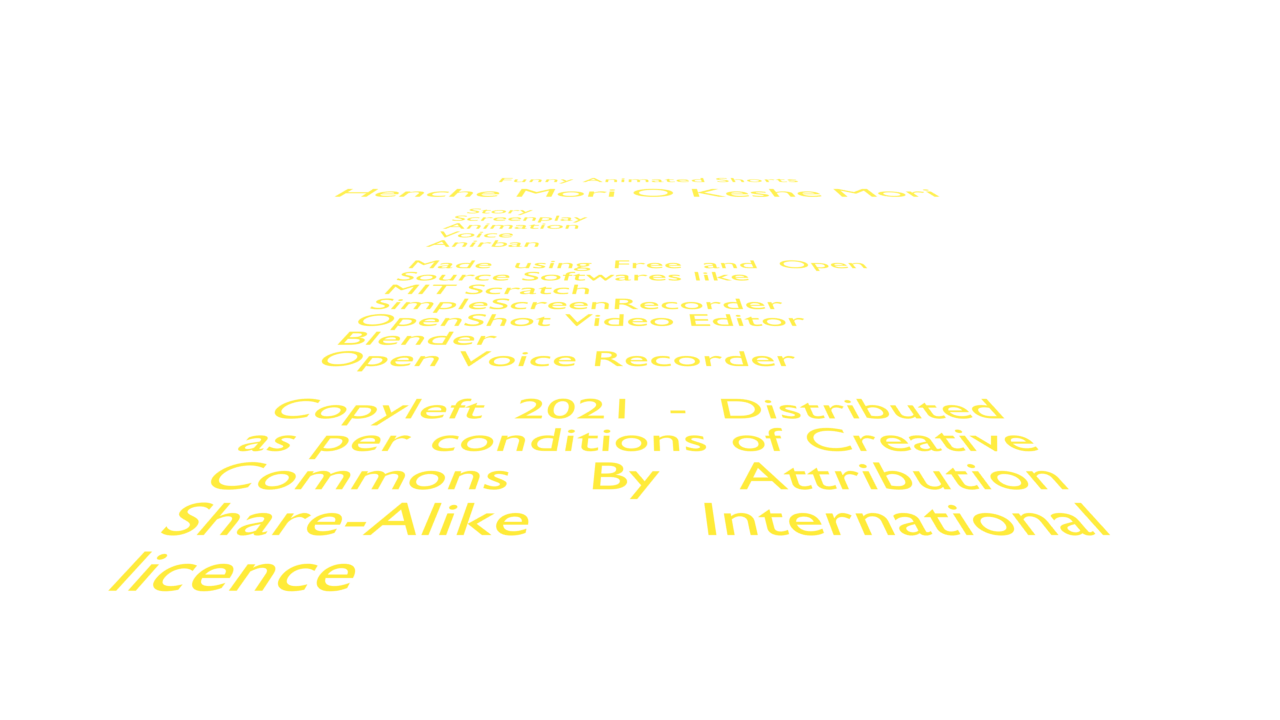 Funny Animated Shorts
Henche Mori O Keshe Mori
Story
Screenplay
Animation
Voice
Anirban
Made using Free and Open
Source Softwares like
MIT Scratch
SimpleScreenRecorder
OpenShot Video Editor
Blender
Open Voice Recorder
Copyleft 2021 - Distributed
as per conditions of Creative
Commons By Attribution
Share-Alike International
licence